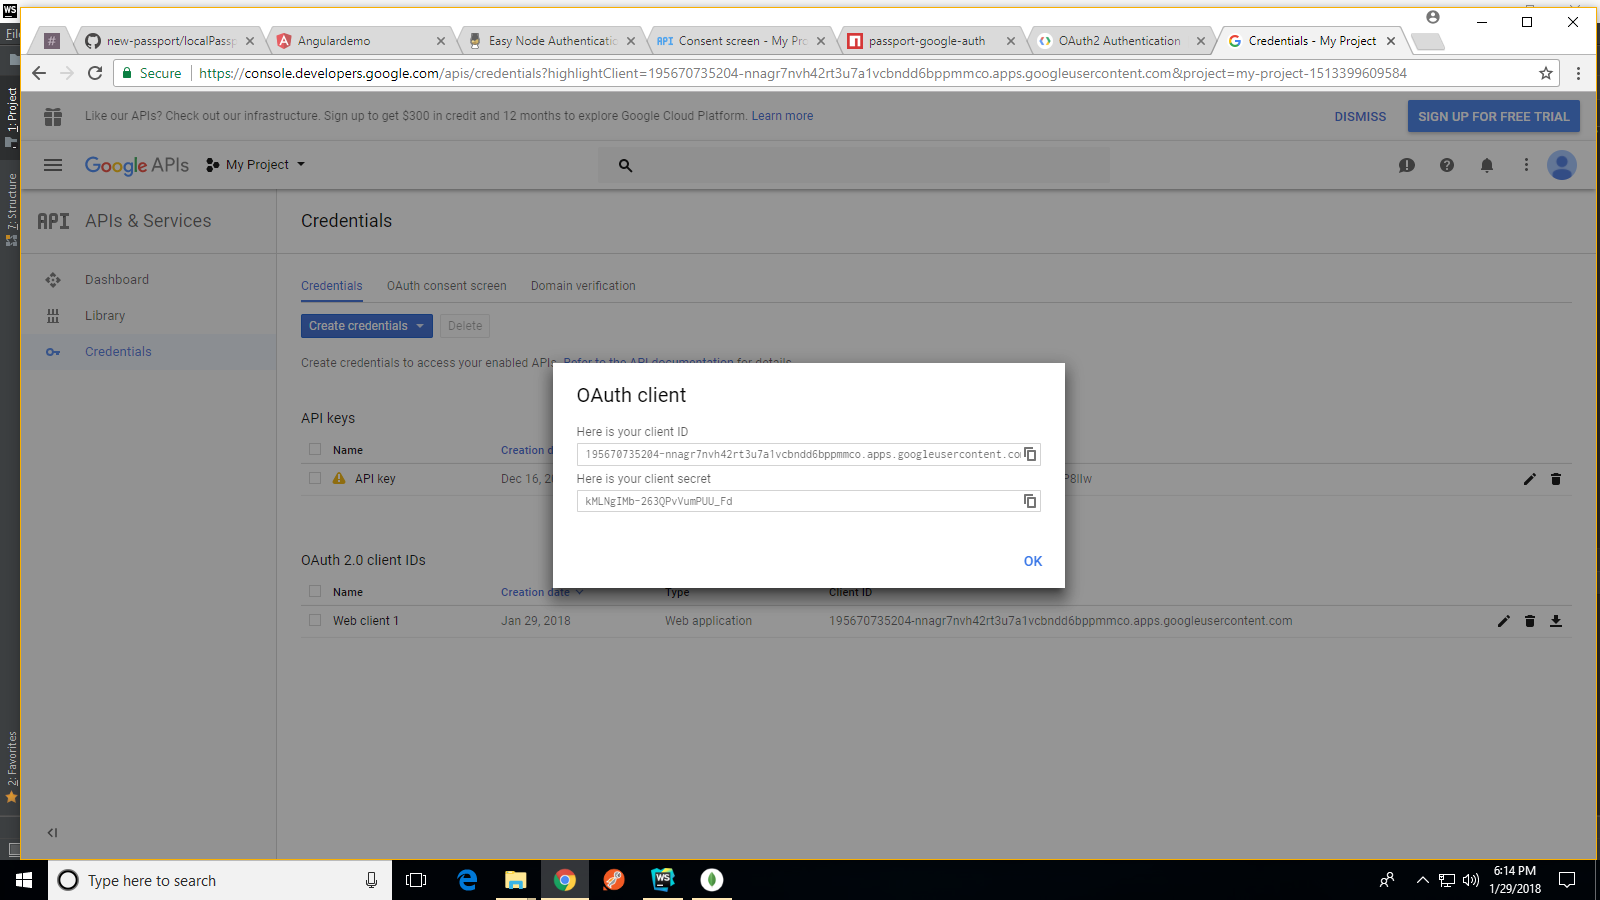 WS
new-passport/localPassp
Angulardemo
Easy Node Authenticatio
API Consent screen - My Pro
passport-google-auth
OAuth2 Authentication
Credentials - My Project
Secure
https://console.developers.google.com/apis/credentials?highlightClient=195670735204-nnagr7nvh42rt3u7a1vcbndd6bppmmco.apps.googleusercontent.com&project=my-project-1513399609584
Like our APIs? Check out our infrastructure. Sign up to get $300 in credit and 12 months to explore Google Cloud Platform. Learn more
DISMISS
SIGN UP FOR FREE TRIAL
Google APIs
My Project
API APIs & Services
Credentials
Dashboard
Library
Credentials
Credentials
OAuth consent screen
Domain verification
Create credentials
Delete
Create credentials to access your enabled APIs. Refer to the API documentation for details.
OAuth client
Here is your client ID
195670735204-nnagr7nvh42rt3u7a1vcbndd6bppmmco.apps.googleusercontent.co
Here is your client secret
kMLNgIMb-263QPvVumPUU_Fd
OK
API keys
Name
Creation d
API key
Dec 16, 2
P8IIw
OAuth 2.0 client IDs
Name
Creation date
Type
Client ID
Web client 1
Jan 29, 2018
Web application
195670735204-nnagr7nvh42rt3u7a1vcbndd6bppmmco.apps.googleusercontent.com
1: Project
7: Structure
2: Favorites
Type here to search
WS
6:14 PM
1/29/2018